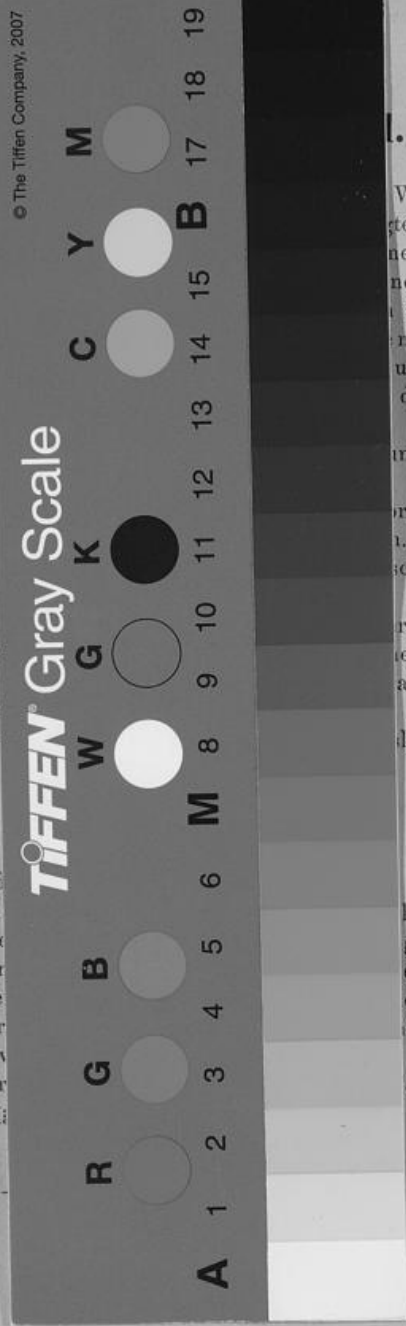 © The Tiffen Company, 2007
TIFFEN® Gray Scale
R G B W G K C Y M
A 1 2 3 4 5 6 M 8 9 10 11 12 13 14 15 B 17 18 19